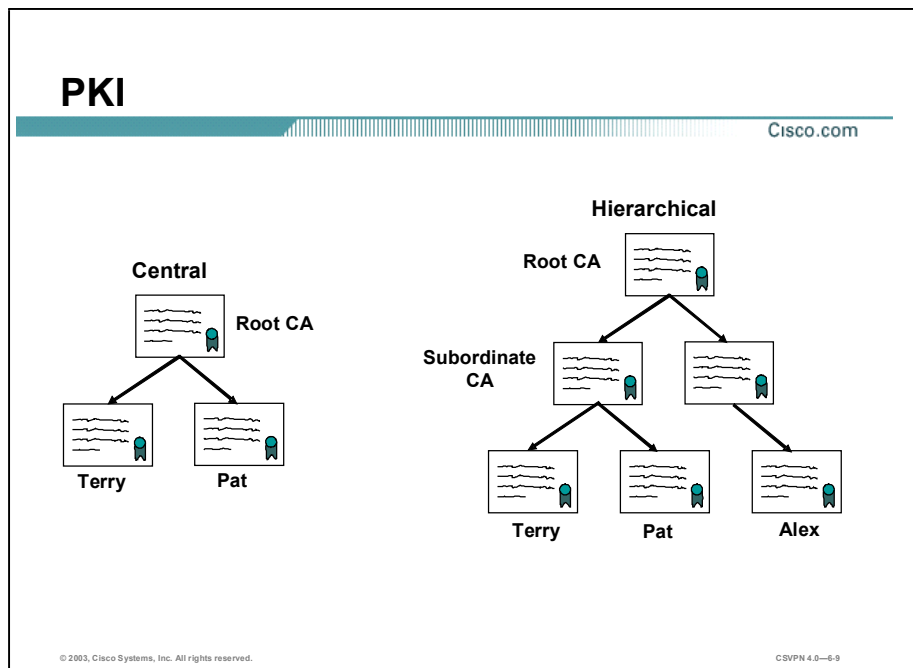 PKI
Cisco.com
Central
Root CA
Terry
Pat
Hierarchical
Root CA
Subordinate
CA
Terry
Pat
Alex
© 2003, Cisco Systems, Inc. All rights reserved.
CSVPN 4.0—6-9